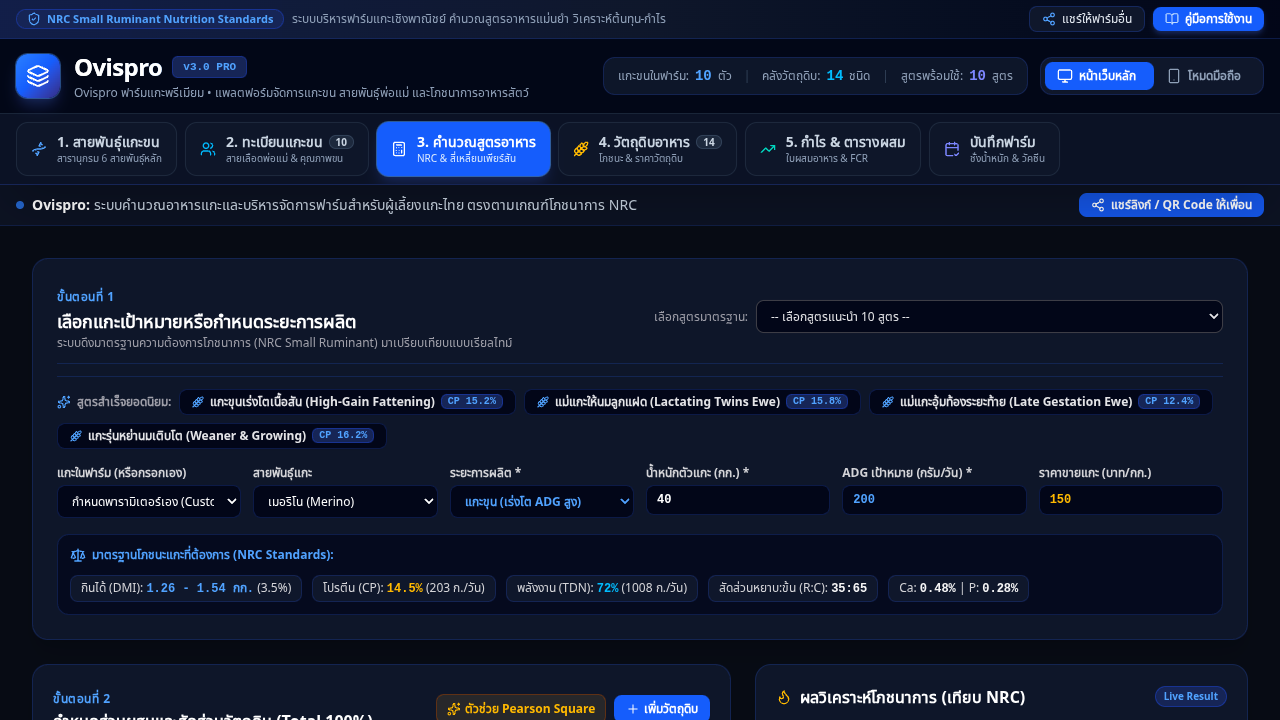 NRC Small Ruminant Nutrition Standards ระบบบริหารฟาร์มแกะเชิงพาณิชย์ คำนวณสูตรอาหารแม่นยำ วิเคราะห์ต้นทุน-กำไร แชร์ให้ฟาร์มอื่น คู่มือการใช้งาน
Ovispro v3.0 PRO
Ovispro ฟาร์มแกะพรีเมียม • แพลตฟอร์มจัดการแกะขน สายพันธุ์พ่อแม่ และโภชนาการอาหารสัตว์
แกะขนในฟาร์ม: 10 ตัว | คลังวัตถุดิบ: 14 ชนิด | สูตรพร้อมใช้: 10 สูตร
หน้าเว็บหลัก โหมดมือถือ
1. สายพันธุ์แกะขน
สารานุกรม 6 สายพันธุ์หลัก
2. ทะเบียนแกะขน 10
สายเลือดพ่อแม่ & คุณภาพขน
3. คำนวณสูตรอาหาร
NRC & สี่เหลี่ยมเพียร์สัน
4. วัตถุดิบอาหาร 14
โภชนะ & ราคาวัตถุดิบ
5. กำไร & ตารางผสม
ใบผสมอาหาร & FCR
บันทึกฟาร์ม
ชั่งน้ำหนัก & วัคซีน
Ovispro: ระบบคำนวณอาหารแกะและบริหารจัดการฟาร์มสำหรับผู้เลี้ยงแกะไทย ตรงตามเกณฑ์โภชนาการ NRC
แชร์ลิงก์ / QR Code ให้เพื่อน
ขั้นตอนที่ 1
เลือกแกะเป้าหมายหรือกำหนดระยะการผลิต
ระบบดึงมาตรฐานความต้องการโภชนาการ (NRC Small Ruminant) มาเปรียบเทียบแบบเรียลไทม์
เลือกสูตรมาตรฐาน: -- เลือกสูตรแนะนำ 10 สูตร --
สูตรสำเร็จยอดนิยม: แกะขุนเร่งโตเนื้อสัน (High-Gain Fattening) CP 15.2% แม่แกะให้นมลูกแฝด (Lactating Twins Ewe) CP 15.8% แม่แกะอุ้มท้องระยะท้าย (Late Gestation Ewe) CP 12.4%
แกะรุ่นหย่านมเติบโต (Weaner & Growing) CP 16.2%
แกะในฟาร์ม (หรือกรอกเอง) สายพันธุ์แกะ ระยะการผลิต * น้ำหนักตัวแกะ (กก.) * ADG เป้าหมาย (กรัม/วัน) * ราคาขายแกะ (บาท/กก.)
กำหนดพารามิเตอร์เอง (Custc เมอริโน (Merino) แกะขุน (เร่งโต ADG สูง) 40 200 150
มาตรฐานโภชนะแกะที่ต้องการ (NRC Standards):
กินได้ (DMI): 1.26 - 1.54 กก. (3.5%) โปรตีน (CP): 14.5% (203 ก./วัน) พลังงาน (TDN): 72% (1008 ก./วัน) สัดส่วนหยาบ:ข้น (R:C): 35:65 Ca: 0.48% | P: 0.28%
ขั้นตอนที่ 2
ตัวช่วย Pearson Square เพิ่มวัตถุดิบ
ผลวิเคราะห์โภชนาการ (เทียบ NRC) Live Result